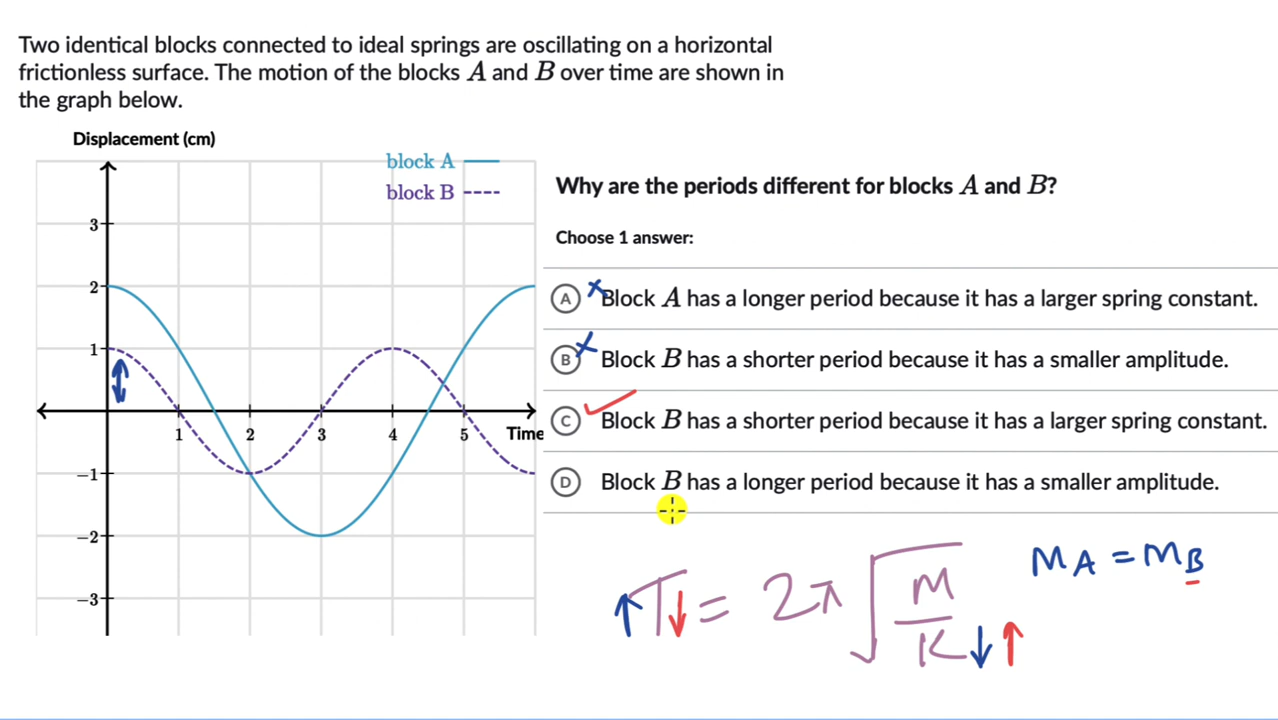 Two identical blocks connected to ideal springs are oscillating on a horizontal
frictionless surface. The motion of the blocks A and B over time are shown in
the graph below.
Displacement (cm)
block A
block B
3
2
1
1 2 3 4 5 Time
−1
−2
−3
Why are the periods different for blocks A and B?
Choose 1 answer:
A × Block A has a longer period because it has a larger spring constant.
B × Block B has a shorter period because it has a smaller amplitude.
C ✓ Block B has a shorter period because it has a larger spring constant.
D Block B has a longer period because it has a smaller amplitude.
↑ T ↓ = 2π √(M/K) ↓ ↑
MA = MB